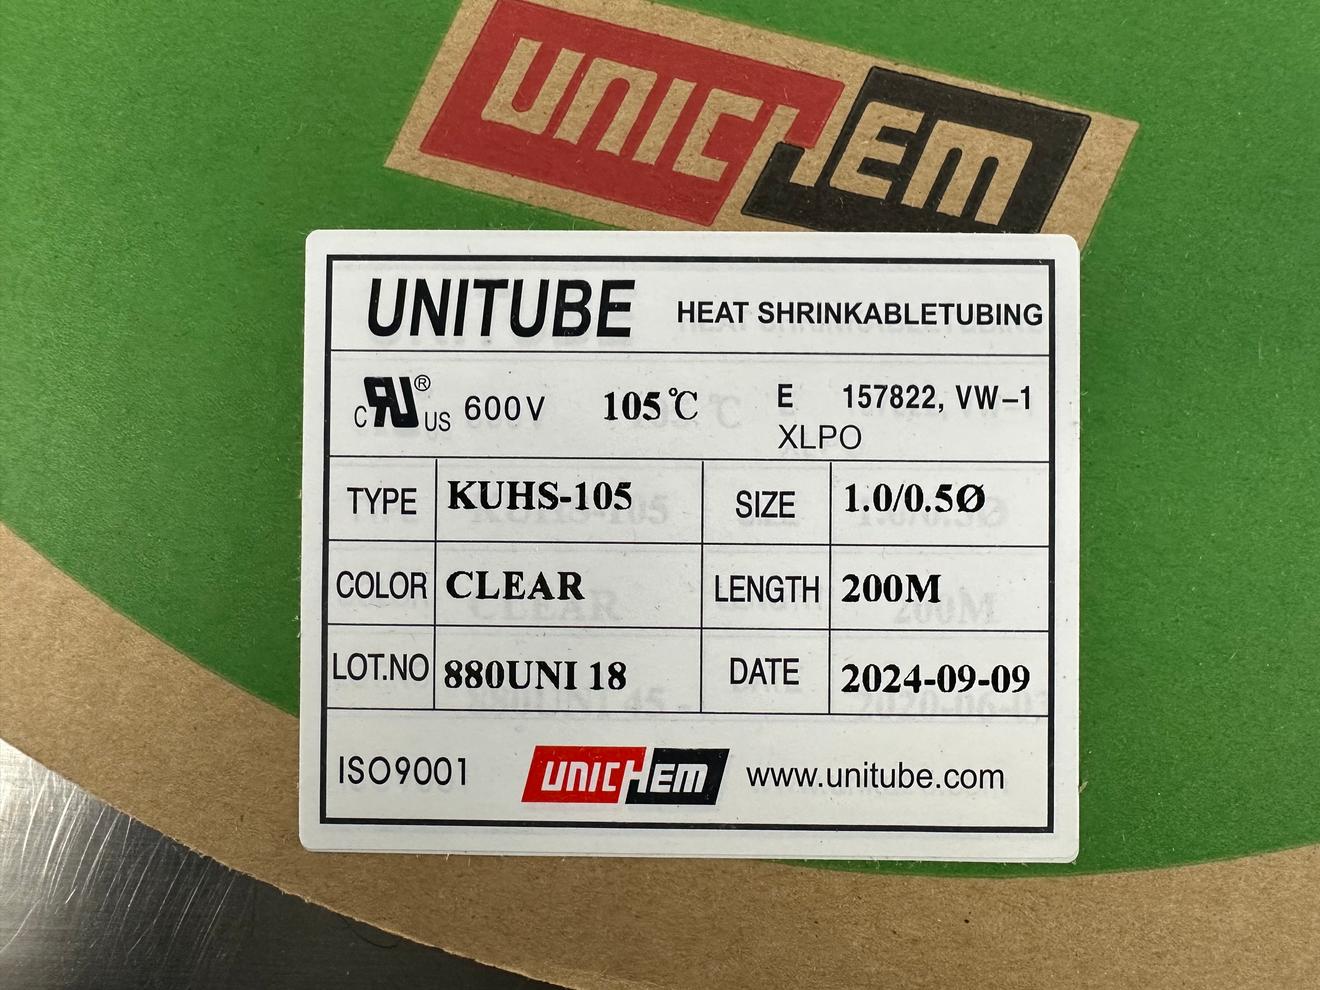 UNICHEM
UNITUBE HEAT SHRINKABLETUBING
c RU ® US 600V 105℃ E 157822, VW-1
XLPO
TYPE KUHS-105 SIZE 1.0/0.5Ø
COLOR CLEAR LENGTH 200M
LOT.NO 880UNI 18 DATE 2024-09-09
ISO9001 UNICHEM www.unitube.com